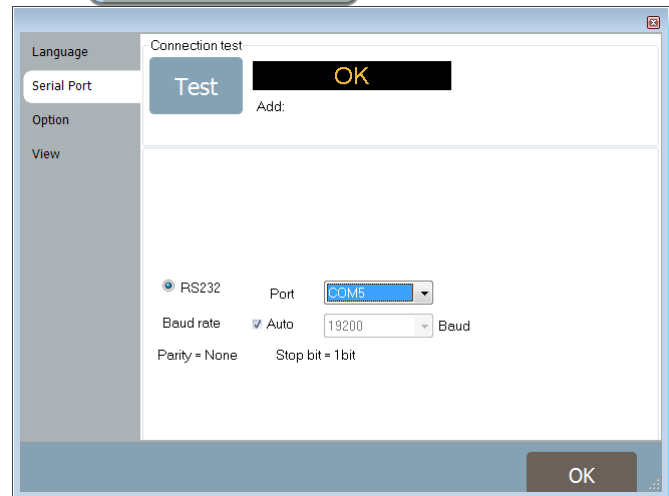 Language
Serial Port
Option
View
Connection test
Test
OK
Add:
RS232
Port
COM5
Baud rate
Auto
19200
Baud
Parity = None
Stop bit = 1bit
OK